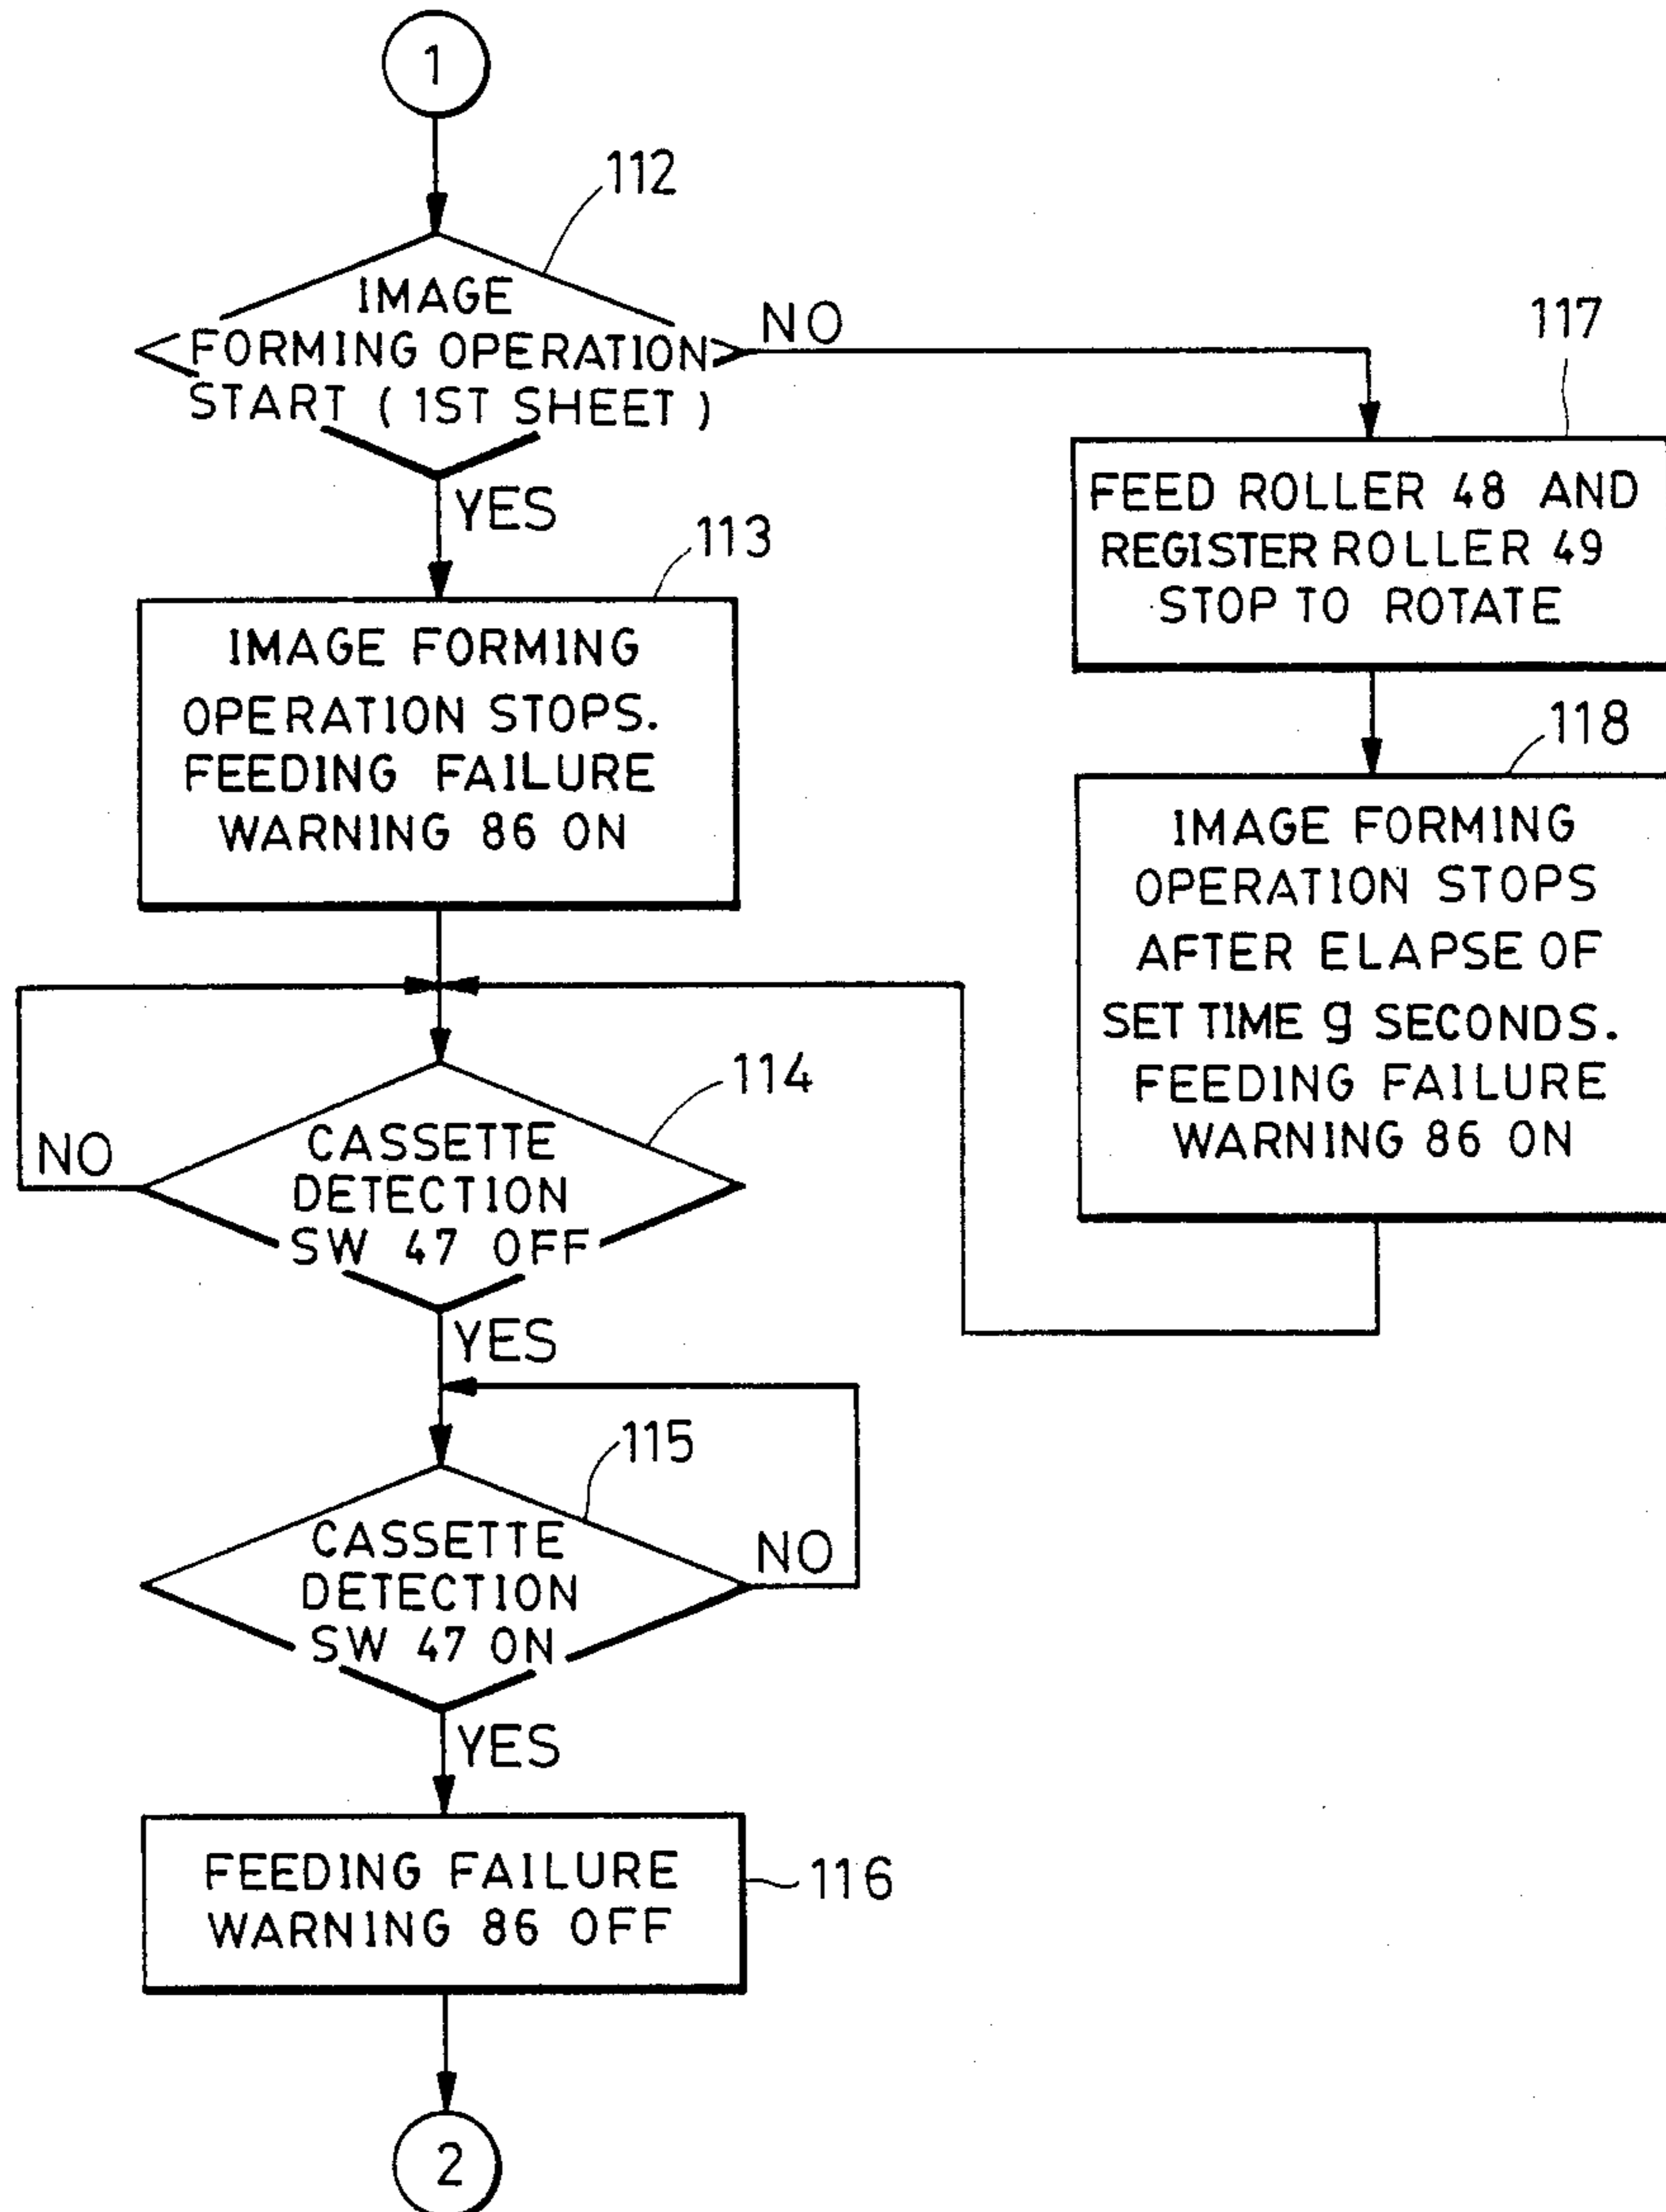 1
112
IMAGE
FORMING OPERATION
START ( 1ST SHEET )
NO
YES
117
FEED ROLLER 48 AND
REGISTER ROLLER 49
STOP TO ROTATE
113
IMAGE FORMING
OPERATION STOPS.
FEEDING FAILURE
WARNING 86 ON
118
IMAGE FORMING
OPERATION STOPS
AFTER ELAPSE OF
SET TIME g SECONDS.
FEEDING FAILURE
WARNING 86 ON
114
CASSETTE
DETECTION
SW 47 OFF
NO
YES
115
CASSETTE
DETECTION
SW 47 ON
NO
YES
116
FEEDING FAILURE
WARNING 86 OFF
2